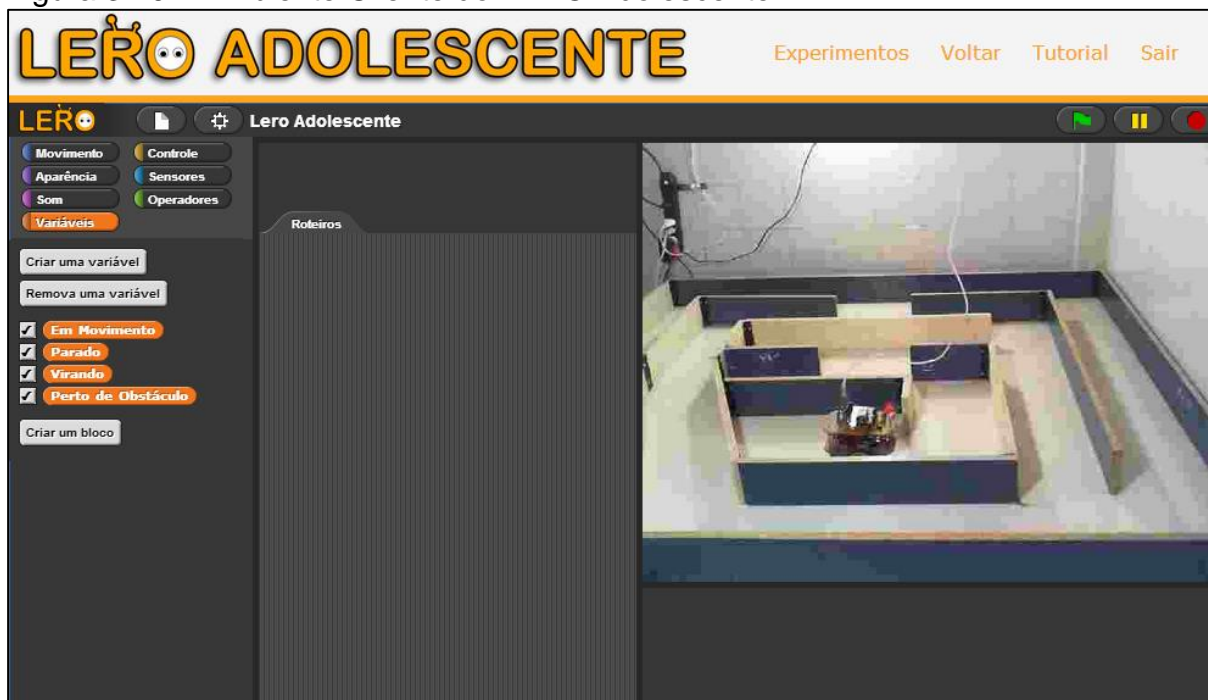 LERO ADOLESCENTE
Experimentos Voltar Tutorial Sair
LERO Lero Adolescente
Movimento Controle
Aparência Sensores
Som Operadores
Variáveis
Roteiros
Criar uma variável
Remova uma variável
Em Movimento
Parado
Virando
Perto de Obstáculo
Criar um bloco